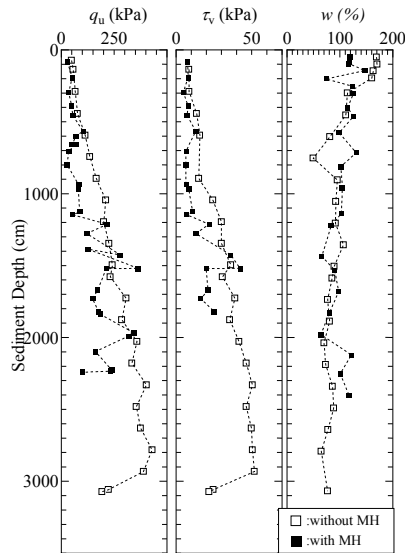 qu (kPa) τv (kPa) w (%)
0 250 0 50 0 100 200
0
1000
2000
3000
Sediment Depth (cm)
:without MH
:with MH